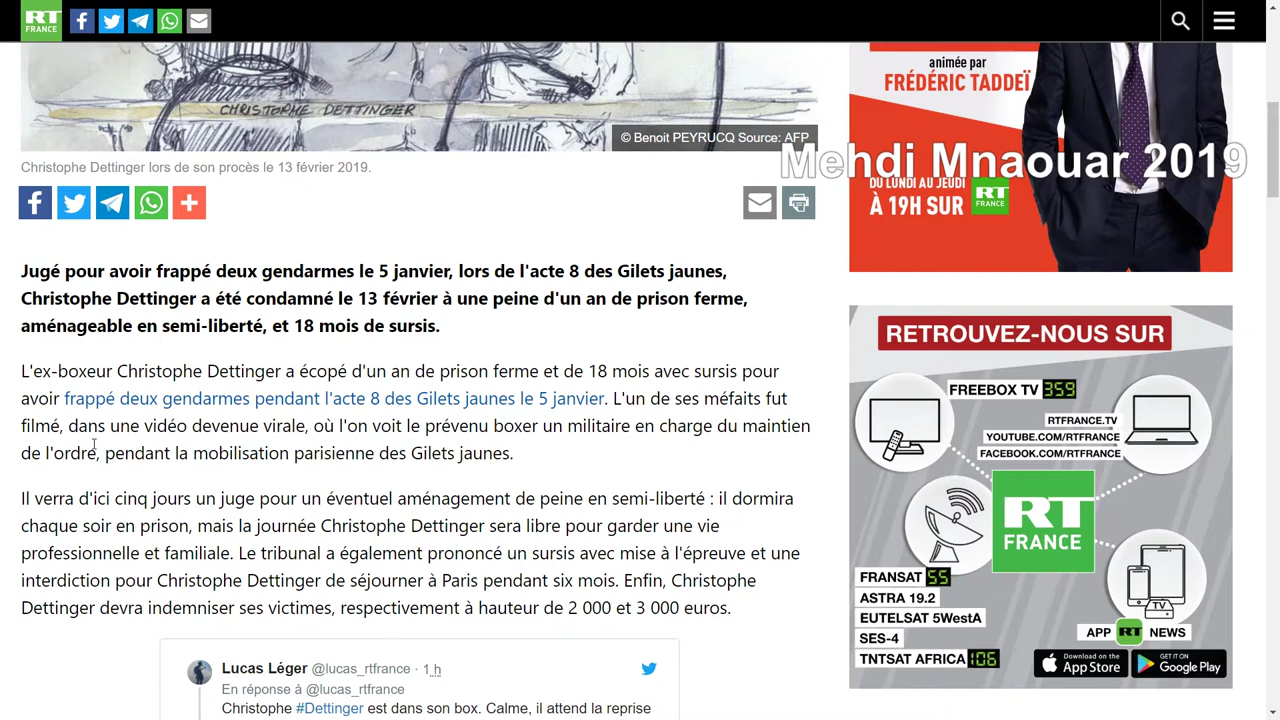 RT
FRANCE
CHRISTOPHE DETTINGER
© Benoit PEYRUCQ Source: AFP
Christophe Dettinger lors de son procès le 13 février 2019.
animée par
FRÉDÉRIC TADDEÏ
Mehdi Mnaouar 2019
DU LUNDI AU JEUDI
À 19H SUR
RT
FRANCE
Jugé pour avoir frappé deux gendarmes le 5 janvier, lors de l'acte 8 des Gilets jaunes,
Christophe Dettinger a été condamné le 13 février à une peine d'un an de prison ferme,
aménageable en semi-liberté, et 18 mois de sursis.
L'ex-boxeur Christophe Dettinger a écopé d'un an de prison ferme et de 18 mois avec sursis pour
avoir frappé deux gendarmes pendant l'acte 8 des Gilets jaunes le 5 janvier. L'un de ses méfaits fut
filmé, dans une vidéo devenue virale, où l'on voit le prévenu boxer un militaire en charge du maintien
de l'ordre, pendant la mobilisation parisienne des Gilets jaunes.
Il verra d'ici cinq jours un juge pour un éventuel aménagement de peine en semi-liberté : il dormira
chaque soir en prison, mais la journée Christophe Dettinger sera libre pour garder une vie
professionnelle et familiale. Le tribunal a également prononcé un sursis avec mise à l'épreuve et une
interdiction pour Christophe Dettinger de séjourner à Paris pendant six mois. Enfin, Christophe
Dettinger devra indemniser ses victimes, respectivement à hauteur de 2 000 et 3 000 euros.
Lucas Léger @lucas_rtfrance · 1 h
En réponse à @lucas_rtfrance
Christophe #Dettinger est dans son box. Calme, il attend la reprise
RETROUVEZ-NOUS SUR
FREEBOX TV 359
RTFRANCE.TV
YOUTUBE.COM/RTFRANCE
FACEBOOK.COM/RTFRANCE
RT
FRANCE
FRANSAT 55
ASTRA 19.2
EUTELSAT 5WestA
SES-4
TNTSAT AFRICA 106
TV
APP RT NEWS
Download on the
App Store
GET IT ON
Google Play